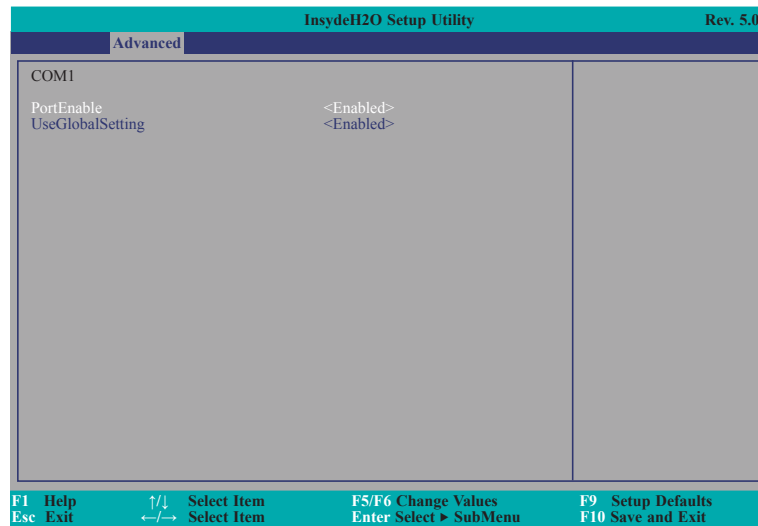 InsydeH2O Setup Utility Rev. 5.0
Advanced
COM1
PortEnable <Enabled>
UseGlobalSetting <Enabled>
F1 Help ↑/↓ Select Item F5/F6 Change Values F9 Setup Defaults
Esc Exit ←/→ Select Item Enter Select ► SubMenu F10 Save and Exit